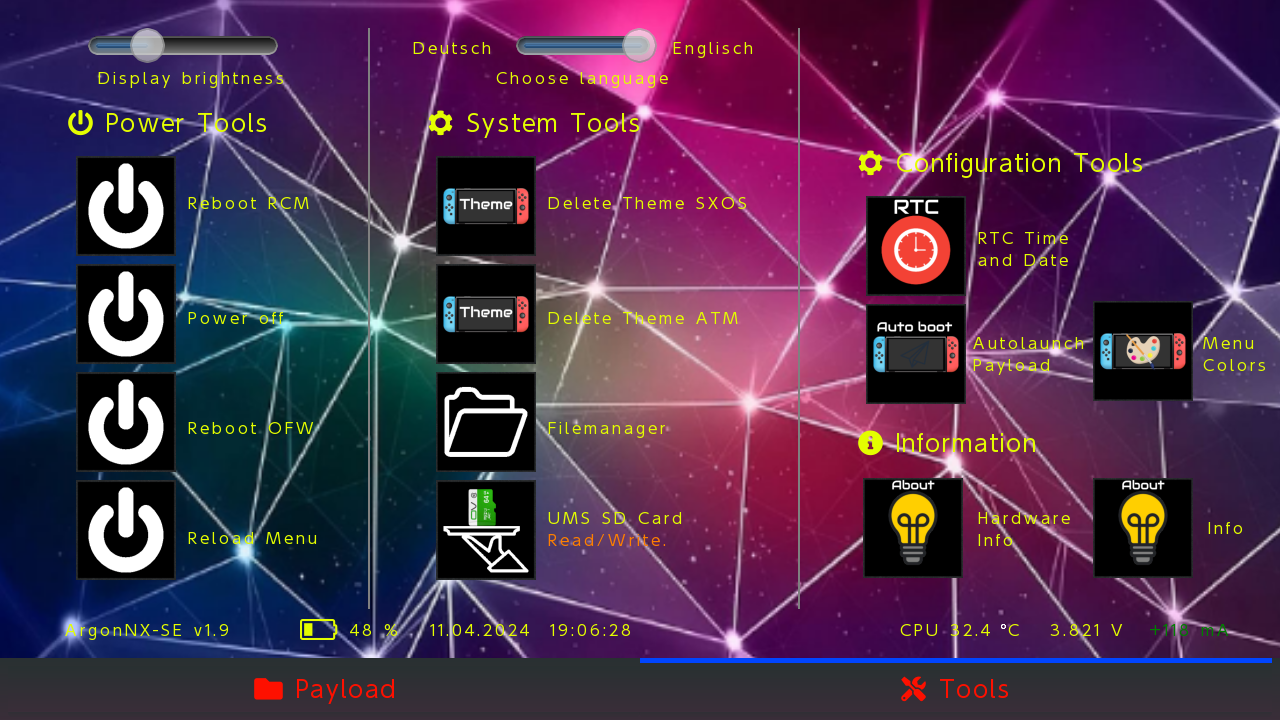 Deutsch
Englisch
Display brightness
Choose language
Power Tools
Reboot RCM
Power off
Reboot OFW
Reload Menu
System Tools
Theme
Delete Theme SXOS
Theme
Delete Theme ATM
Filemanager
UMS SD Card
Read/Write.
Configuration Tools
RTC
RTC Time
and Date
Auto boot
Autolaunch
Payload
Menu
Colors
Information
About
Hardware
Info
About
Info
ArgonNX-SE v1.9
48 %
11.04.2024 19:06:28
CPU 32.4 °C
3.821 V
Payload
Tools